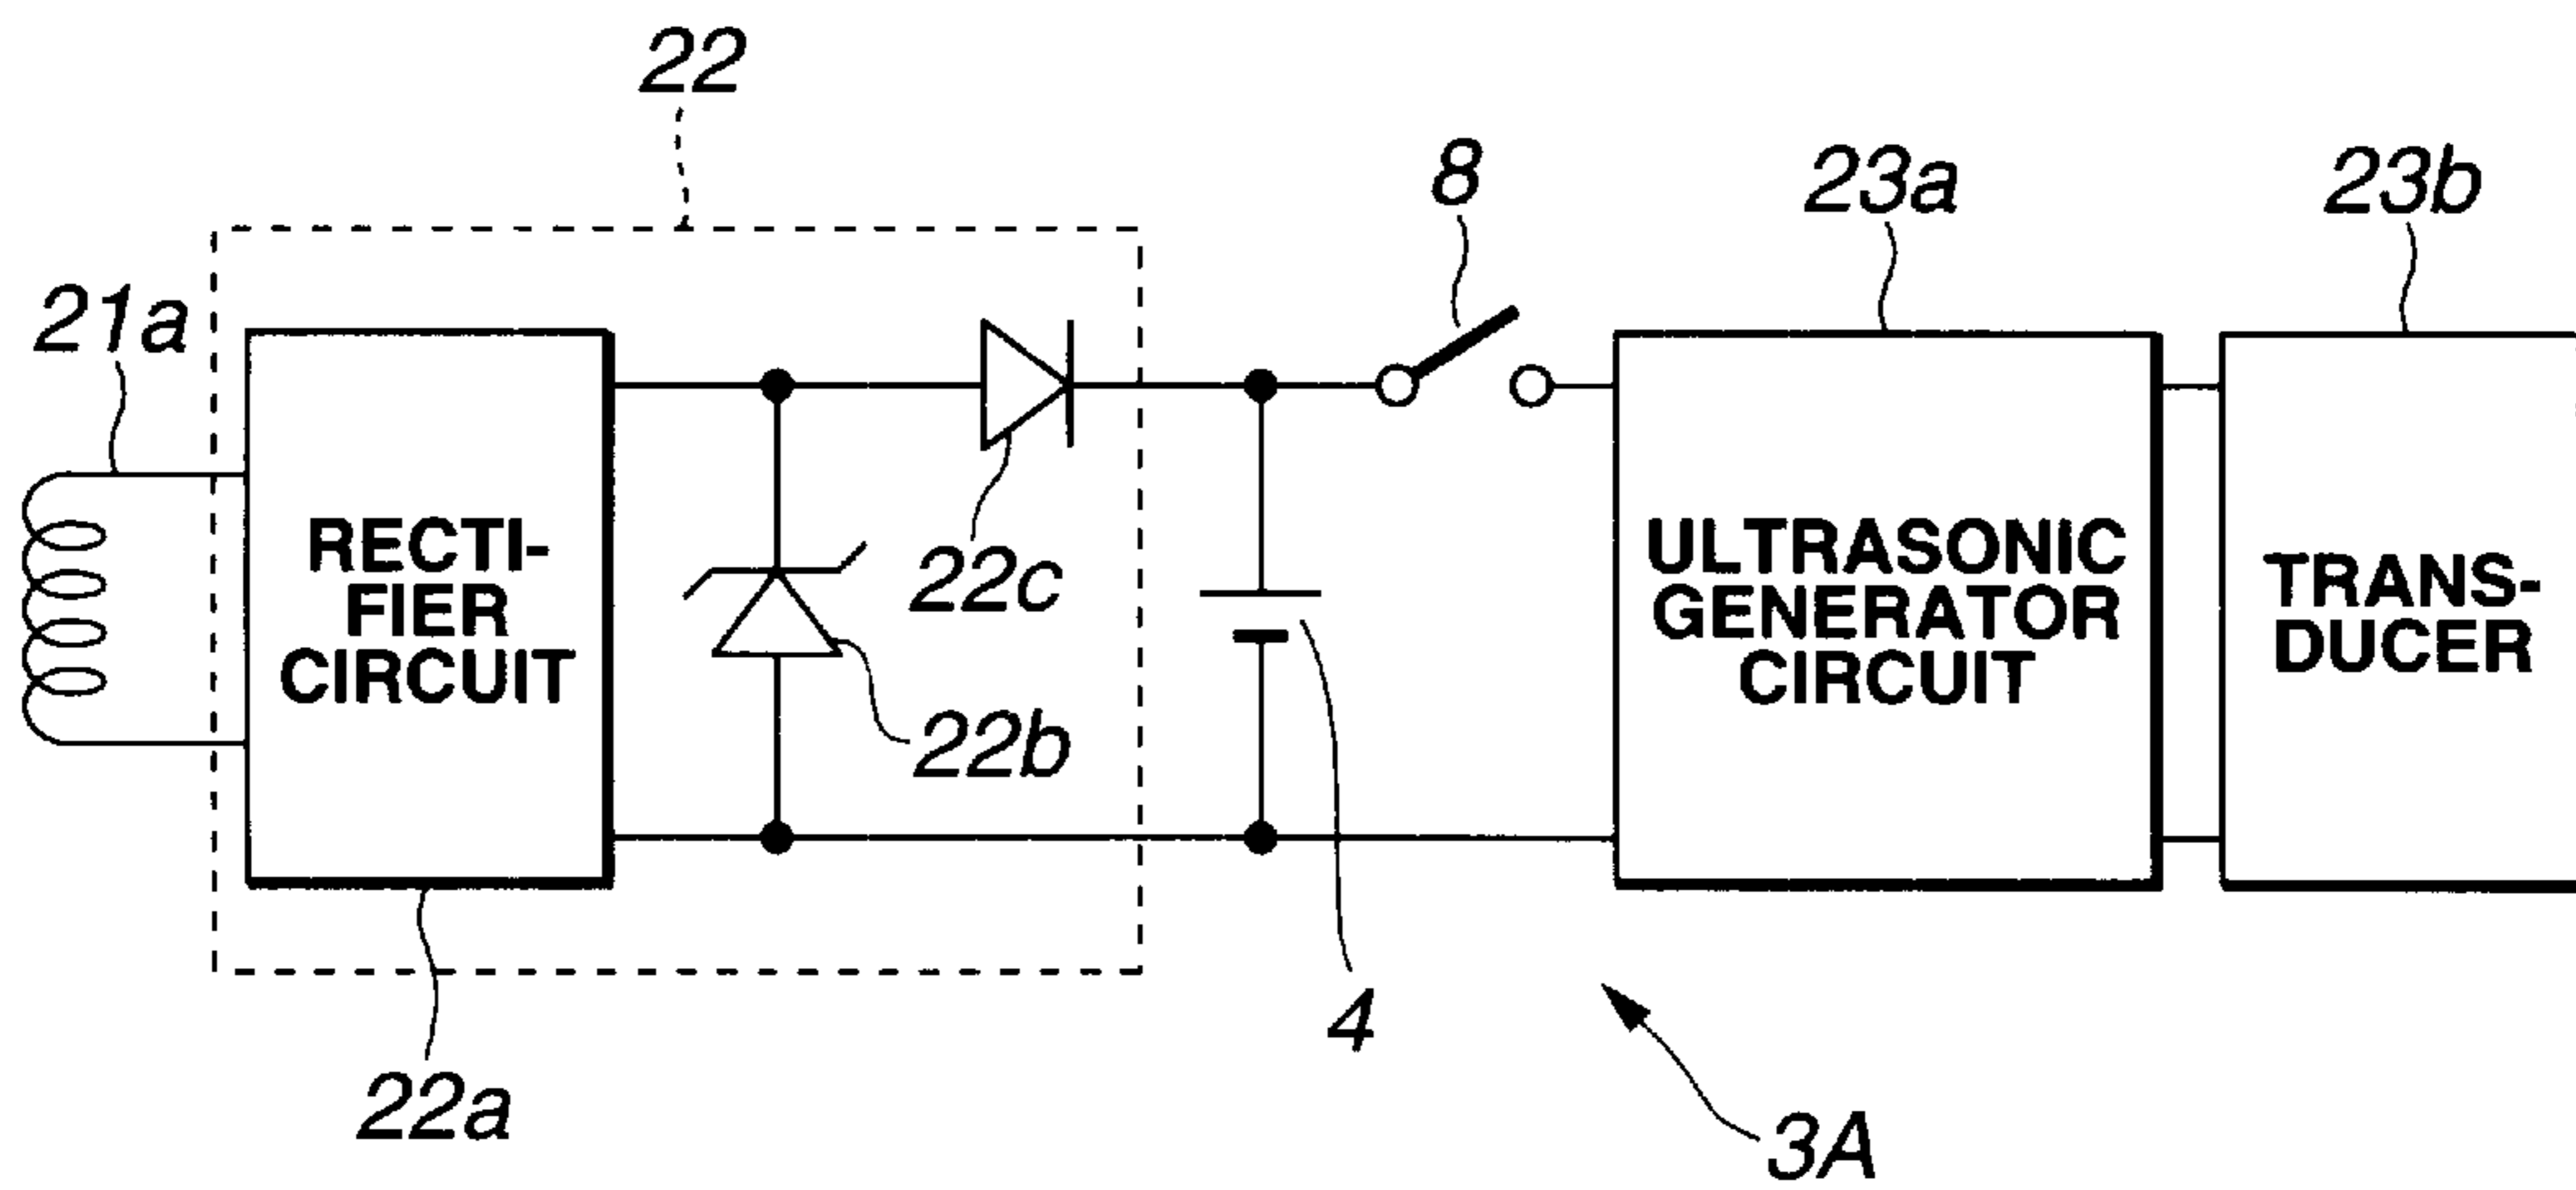 22
8
23a
23b
21a
RECTI-
FIER
CIRCUIT
22c
22b
ULTRASONIC
GENERATOR
CIRCUIT
TRANS-
DUCER
4
22a
3A